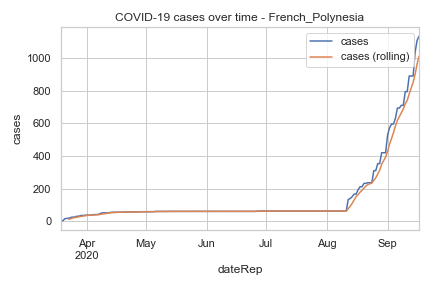 COVID-19 cases over time - French_Polynesia
cases
cases (rolling)
1000
800
600
400
200
0
cases
Apr
2020
May
Jun
Jul
Aug
Sep
dateRep